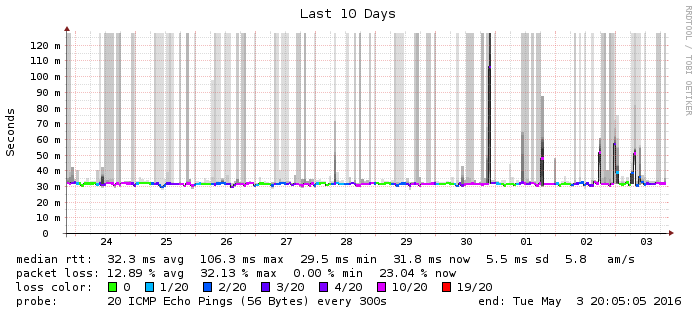 Last 10 Days
RRDTOOL / TOBI OETIKER
Seconds
120 m
110 m
100 m
90 m
80 m
70 m
60 m
50 m
40 m
30 m
20 m
10 m
0
24 25 26 27 28 29 30 01 02 03
median rtt: 32.3 ms avg 106.3 ms max 29.5 ms min 31.8 ms now 5.5 ms sd 5.8 am/s
packet loss: 12.89 % avg 32.13 % max 0.00 % min 23.04 % now
loss color: 0 1/20 2/20 3/20 4/20 10/20 19/20
probe: 20 ICMP Echo Pings (56 Bytes) every 300s end: Tue May 3 20:05:05 2016